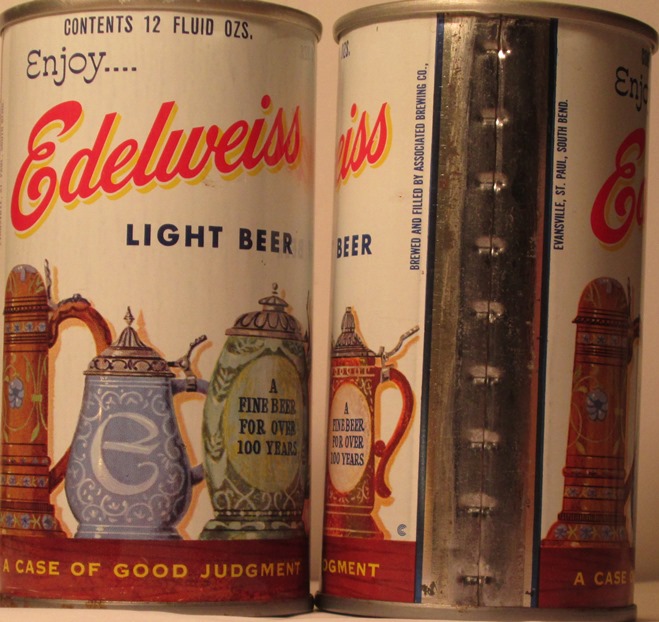 CONTENTS 12 FLUID OZS.
Enjoy....
Edelweiss
LIGHT BEER
e
A
FINE BEER
FOR OVER
100 YEARS
A CASE OF GOOD JUDGMENT
eiss
BEER
A
FINE BEER
FOR OVER
100 YEARS
DGMENT
BREWED AND FILLED BY ASSOCIATED BREWING CO.,
EVANSVILLE, ST. PAUL, SOUTH BEND.
Enjo
Ed
A CASE O